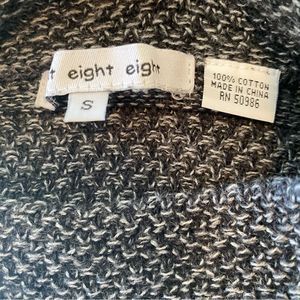 eight eight
S
100% COTTON
MADE IN CHINA
RN 50986